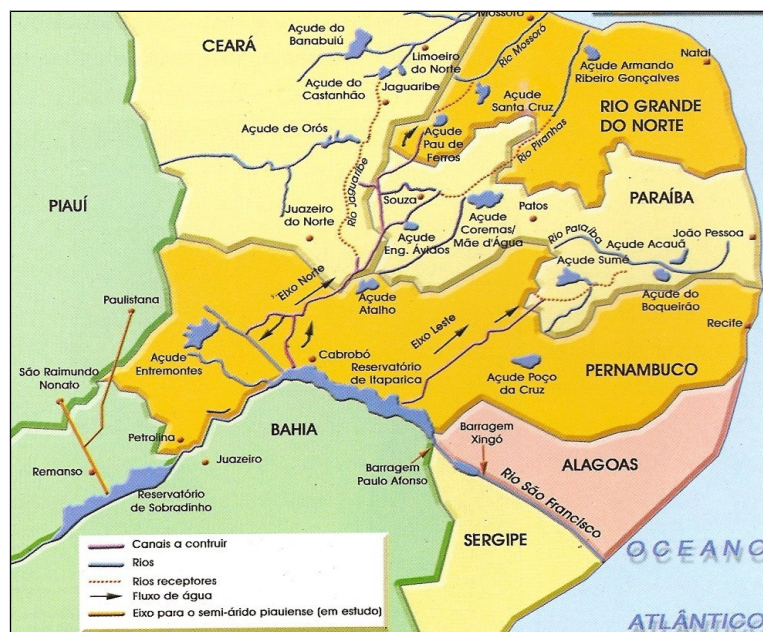 Mossoró
CEARÁ
Açude do
Banabuiú
Limoeiro
do Norte
Ric Mossoró
Açude Armando
Ribeiro Gonçalves
Natal
Açude do
Castanhão
Jaguaribe
Açude
Santa Cruz
RIO GRANDE
DO NORTE
Açude de Orós
Açude
Pau de
Ferros
Rio Piranhas
Rio Jaguaribe
PIAUÍ
Juazeiro
do Norte
Souza
Açude
Coremas/
Mãe d'Água
Patos
PARAÍBA
Açude
Eng. Ávidos
Rio Paraíba
Açude Acauã
João Pessoa
Açude Sumé
Eixo Norte
Açude
Atalho
Açude do
Boqueirão
Paulistana
Eixo Leste
Recife
Açude
Entremontes
Cabrobó
Reservatório
de Itaparica
Açude Poço
da Cruz
PERNAMBUCO
São Raimundo
Nonato
Petrolina
BAHIA
Barragem
Xingó
ALAGOAS
Remanso
Juazeiro
Barragem
Paulo Afonso
Reservatório
de Sobradinho
Rio São Francisco
SERGIPE
OCEANO
ATLÂNTICO
Canais a contruir
Rios
Rios receptores
Fluxo de água
Eixo para o semi-árido piauiense (em estudo)